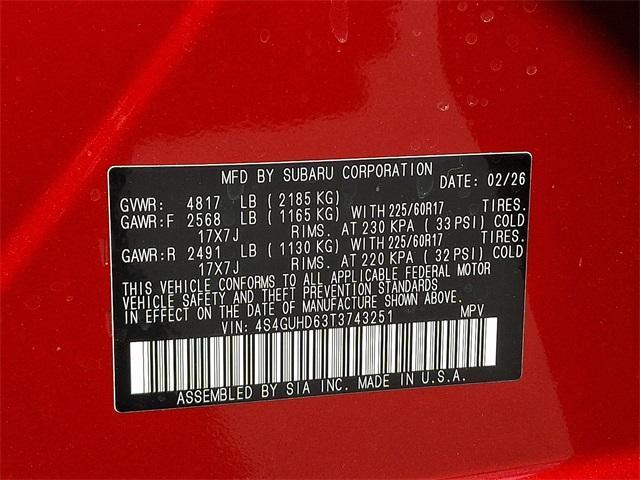 MFD BY SUBARU CORPORATION
DATE: 02/26
GVWR: 4817 LB (2185 KG)
GAWR:F 2568 LB (1165 KG) WITH 225/60R17 TIRES.
17X7J RIMS. AT 230 KPA (33 PSI) COLD
GAWR:R 2491 LB (1130 KG) WITH 225/60R17 TIRES.
17X7J RIMS. AT 220 KPA (32 PSI) COLD
THIS VEHICLE CONFORMS TO ALL APPLICABLE FEDERAL MOTOR
VEHICLE SAFETY AND THEFT PREVENTION STANDARDS
IN EFFECT ON THE DATE OF MANUFACTURE SHOWN ABOVE.
VIN: 4S4GUHD63T3743251 MPV
ASSEMBLED BY SIA INC. MADE IN U.S.A.